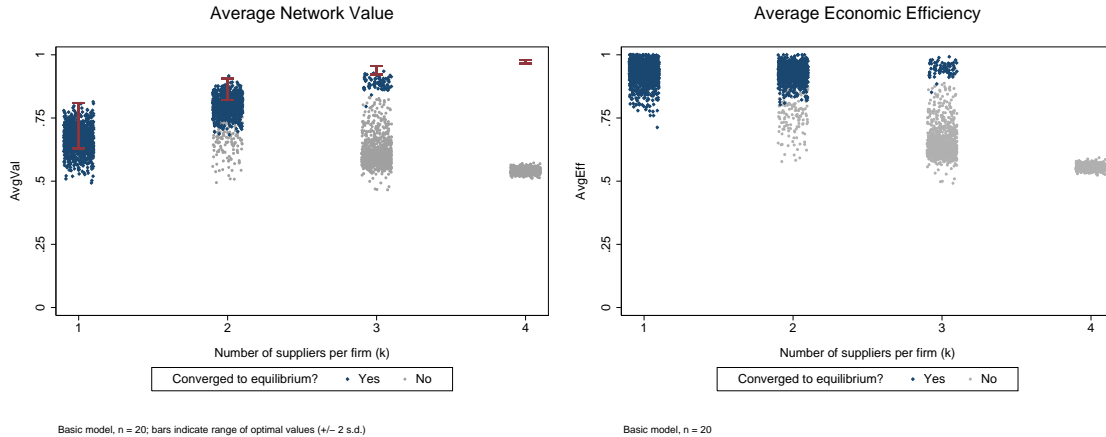 Average Network Value
AvgVal
1
.75
.5
.25
0
1 2 3 4
Number of suppliers per firm (k)
Converged to equilibrium? Yes No
Basic model, n = 20; bars indicate range of optimal values (+/− 2 s.d.)
Average Economic Efficiency
AvgEff
1
.75
.5
.25
0
1 2 3 4
Number of suppliers per firm (k)
Converged to equilibrium? Yes No
Basic model, n = 20